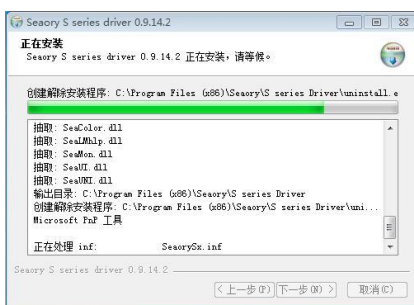 Seaory S series driver 0.9.14.2
正在安装
Seaory S series driver 0.9.14.2 正在安装，请等候。
创建解除安装程序: C:\Program Files (x86)\Seaory\S series Driver\uninstall.e
抽取: SeaColor.dll
抽取: SeaLMhlp.dll
抽取: SeaMon.dll
抽取: SeaUI.dll
抽取: SeaUNI.dll
输出目录: C:\Program Files (x86)\Seaory\S series Driver
创建解除安装程序: C:\Program Files (x86)\Seaory\S series Driver\uni...
Microsoft PnP 工具
正在处理 inf: SeaorySx.inf
Seaory S series driver 0.9.14.2
< 上一步(P) 下一步(N) > 取消(C)